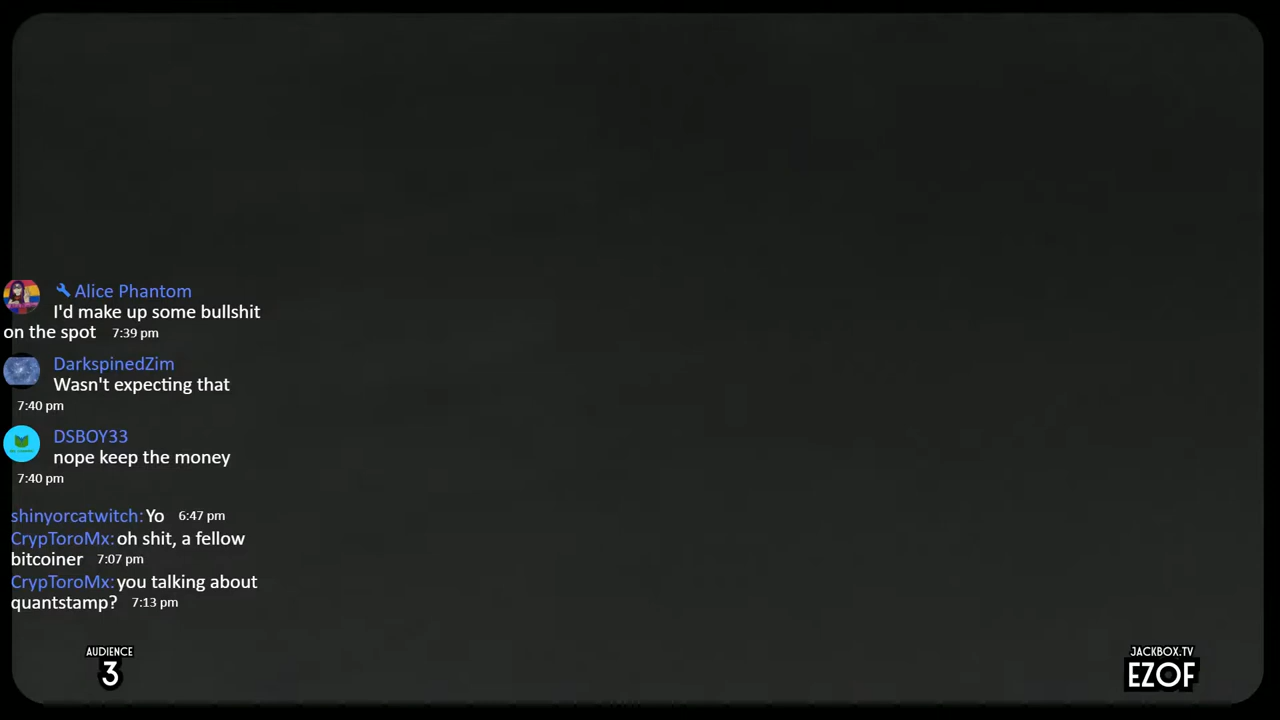 Alice Phantom
I'd make up some bullshit
on the spot 7:39 pm
DarkspinedZim
Wasn't expecting that
7:40 pm
DSBOY33
nope keep the money
7:40 pm
shinyorcatwitch: Yo 6:47 pm
CrypToroMx: oh shit, a fellow
bitcoiner 7:07 pm
CrypToroMx: you talking about
quantstamp? 7:13 pm
AUDIENCE
3
JACKBOX.TV
EZOF